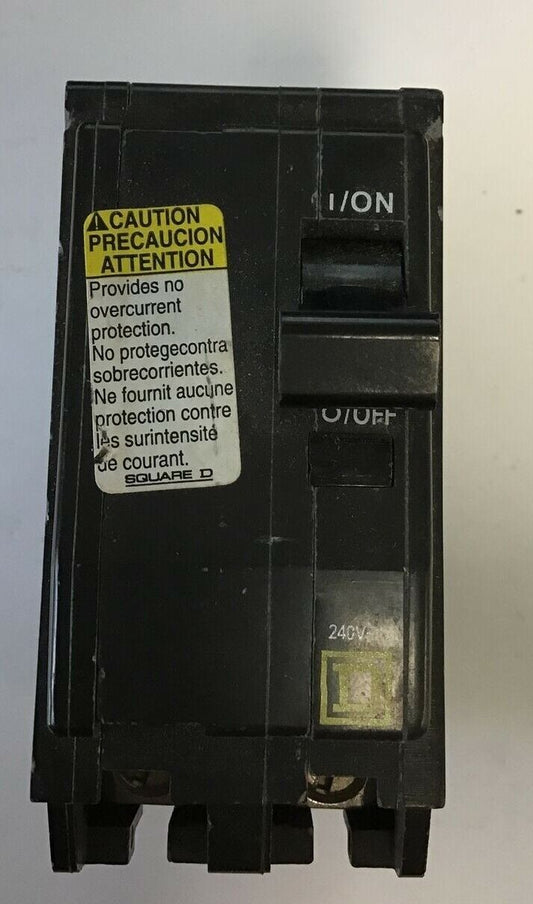 CAUTION
PRECAUCION
ATTENTION
Provides no
overcurrent
protection.
No protegecontra
sobrecorrientes.
Ne fournit aucune
protection contre
les surintensité
de courant.
SQUARE D
I/ON
O/OFF
240V
D